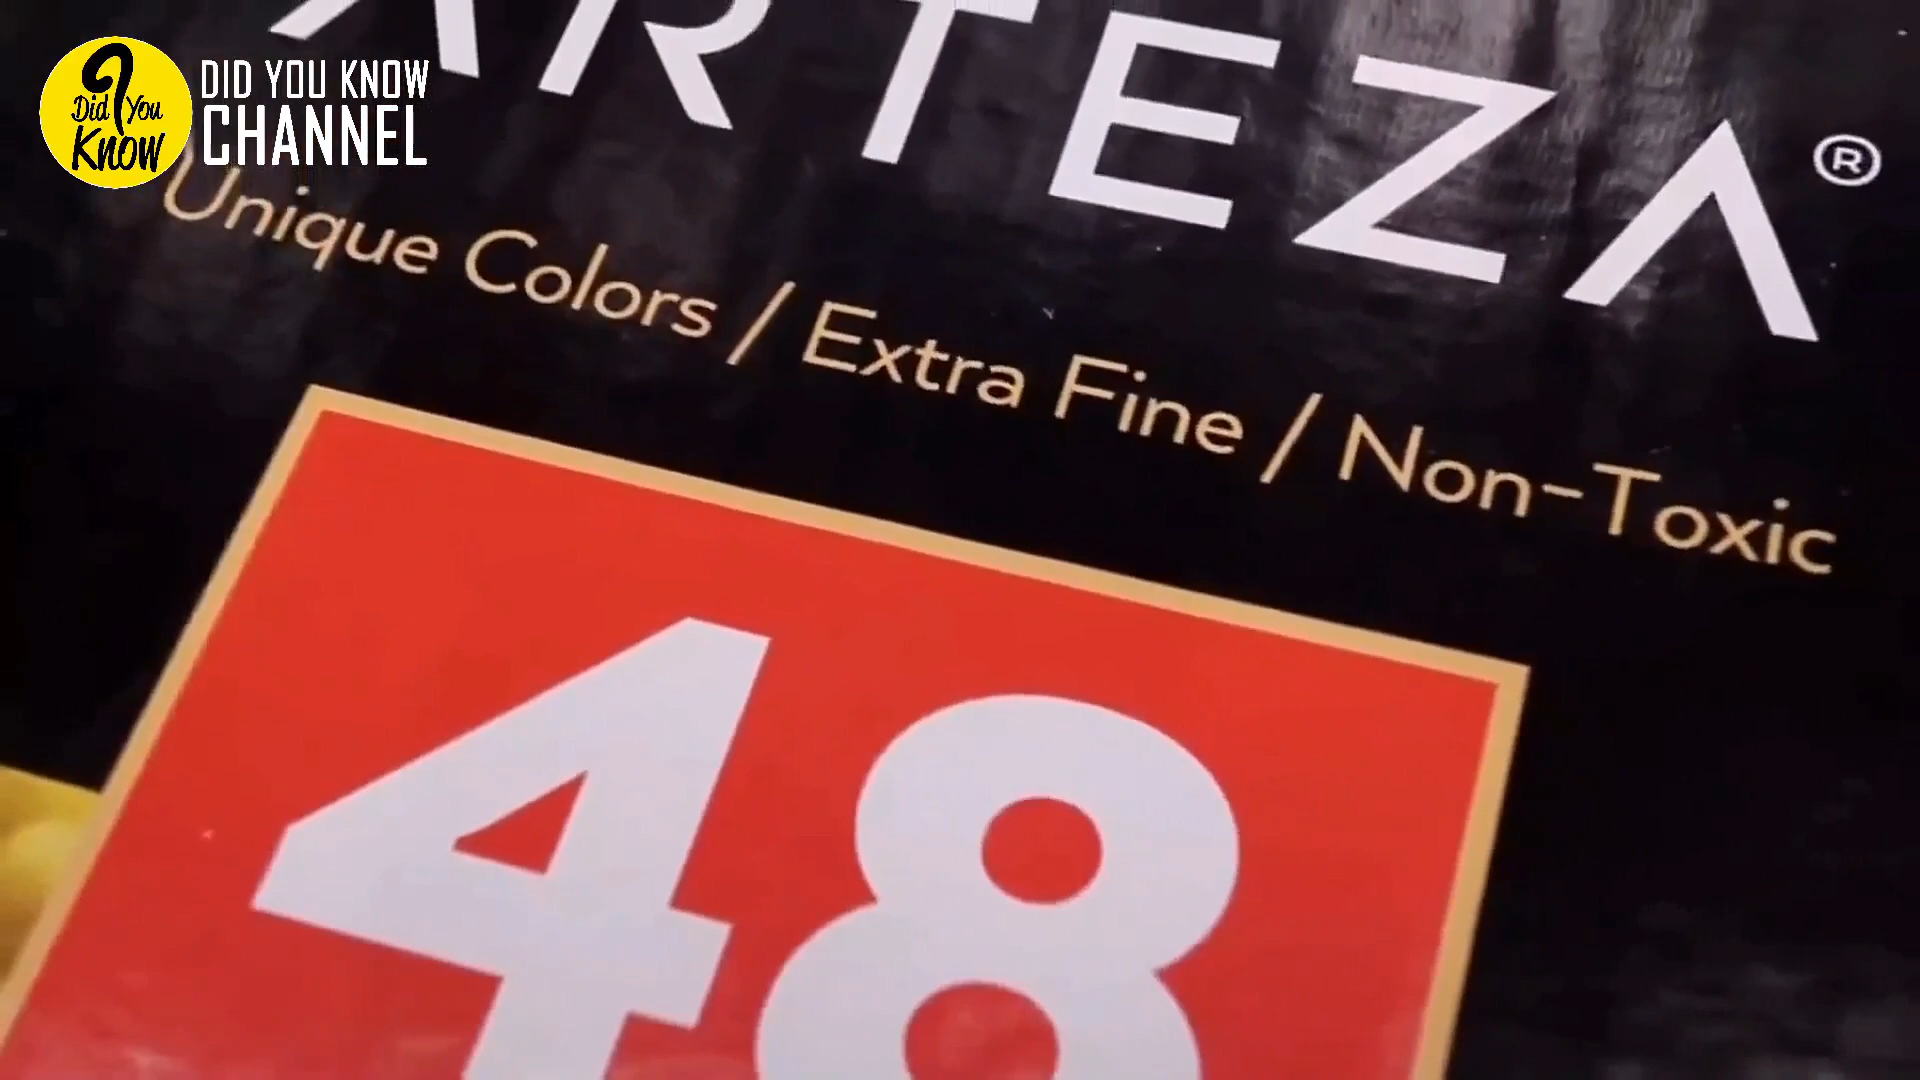 Did You
Know
DID YOU KNOW
CHANNEL
ARTEZA®
Unique Colors / Extra Fine / Non-Toxic
48